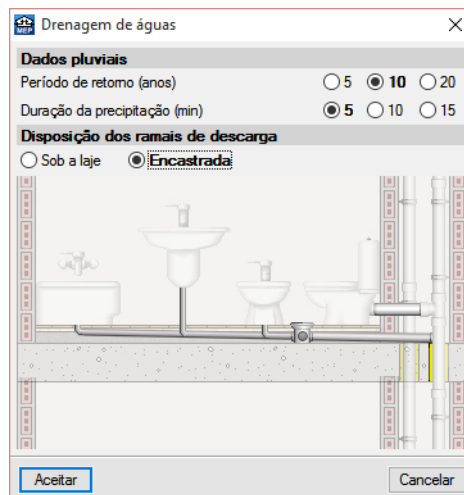 MEP Drenagem de águas
Dados pluviais
Período de retorno (anos) 5 10 20
Duração da precipitação (min) 5 10 15
Disposição dos ramais de descarga
Sob a laje Encastrada
Aceitar Cancelar